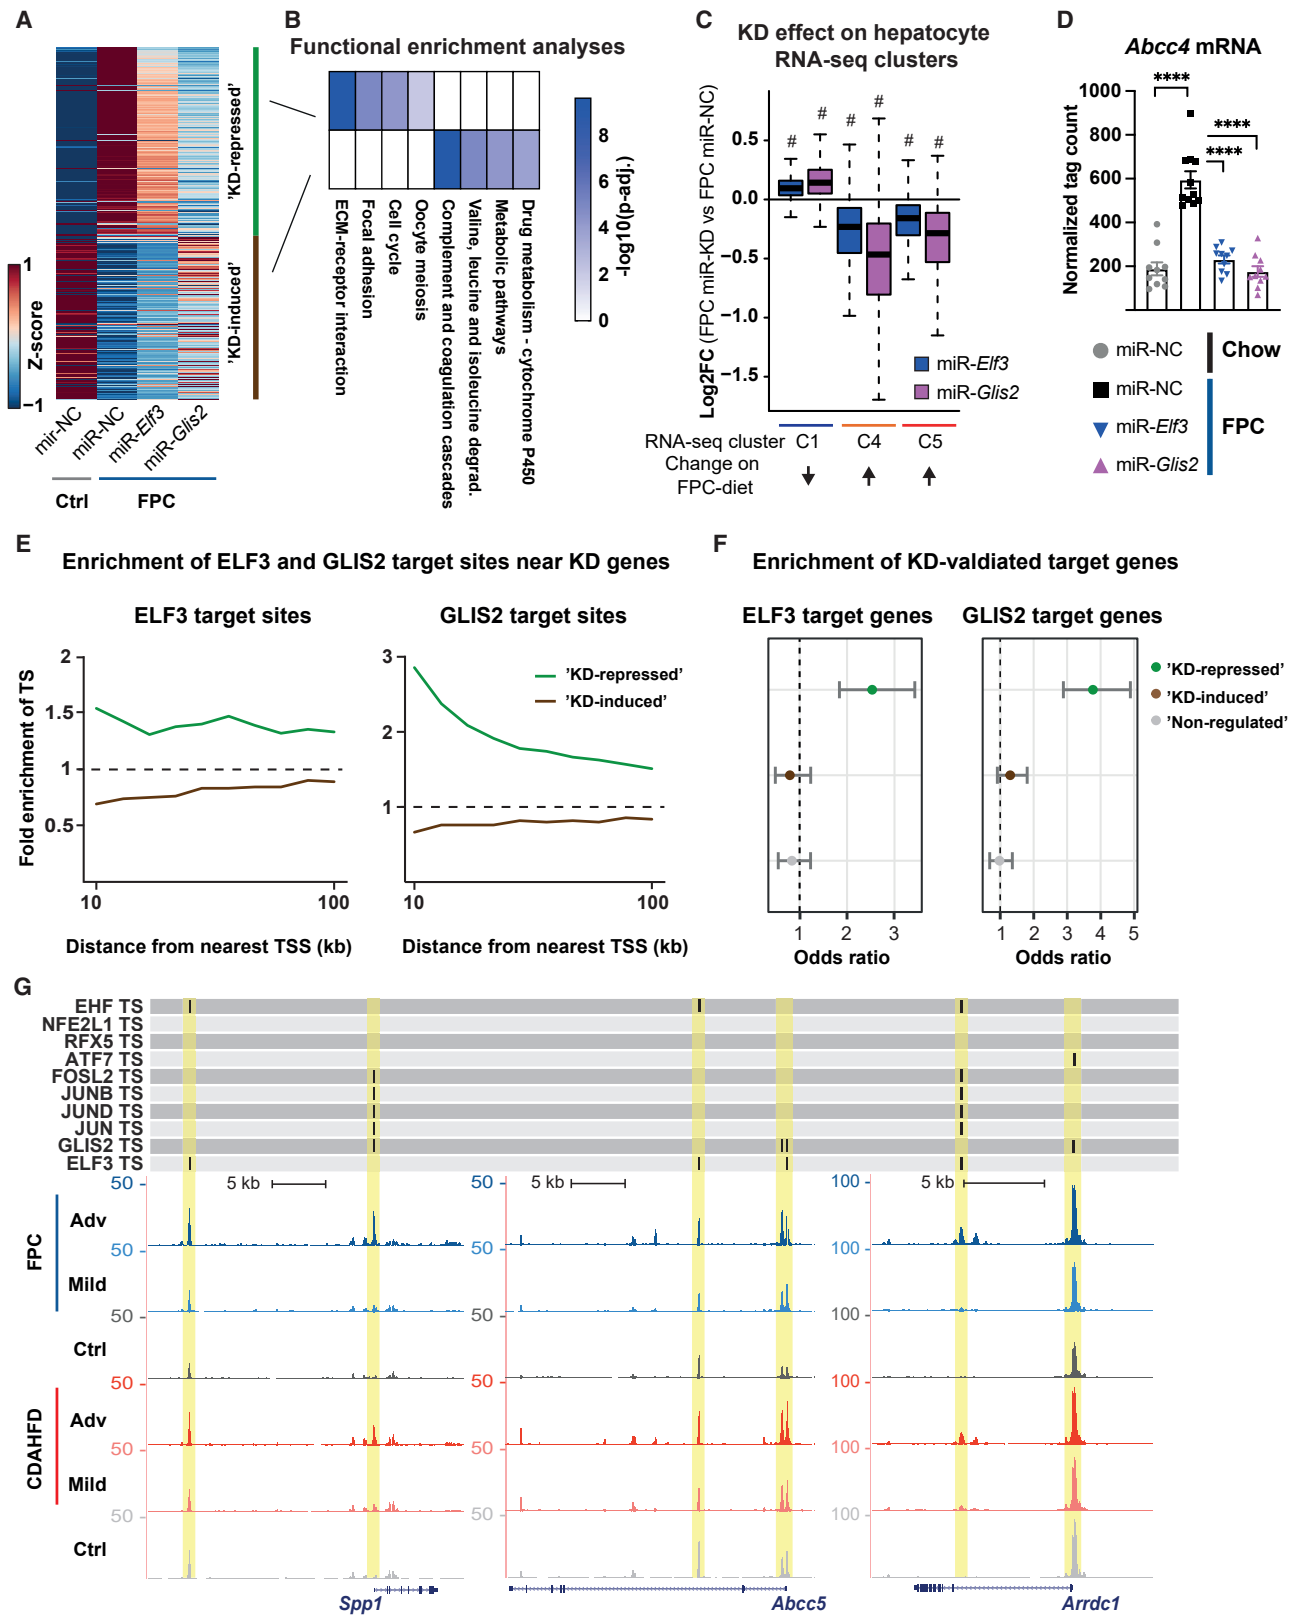 A
'KD-repressed'
'KD-induced'
1
Z-score
−1
mir-NC
miR-NC
miR-Elf3
miR-Glis2
Ctrl
FPC
B
Functional enrichment analyses
ECM-receptor interaction
Focal adhesion
Cell cycle
Oocyte meiosis
Complement and coagulation cascades
Valine, leucine and isoleucine degrad.
Metabolic pathways
Drug metabolism - cytochrome P450
8
6
4
2
0
-log10(p-adj.)
C
KD effect on hepatocyte
RNA-seq clusters
Log2FC (FPC miR-KD vs FPC miR-NC)
0.5
0.0
−0.5
−1.0
−1.5
# # # # # #
miR-Elf3
miR-Glis2
RNA-seq cluster C1 C4 C5
Change on
FPC-diet
D
Abcc4 mRNA
Normalized tag count
1000
800
600
400
200
****
****
****
miR-NC
Chow
miR-NC
miR-Elf3
miR-Glis2
FPC
E
Enrichment of ELF3 and GLIS2 target sites near KD genes
ELF3 target sites
Fold enrichment of TS
2
1.5
1
0.5
10 100
Distance from nearest TSS (kb)
GLIS2 target sites
3
2
1
10 100
Distance from nearest TSS (kb)
'KD-repressed'
'KD-induced'
F
Enrichment of KD-valdiated target genes
ELF3 target genes
1 2 3
Odds ratio
GLIS2 target genes
1 2 3 4 5
Odds ratio
'KD-repressed'
'KD-induced'
'Non-regulated'
G
EHF TS
NFE2L1 TS
RFX5 TS
ATF7 TS
FOSL2 TS
JUNB TS
JUND TS
JUN TS
GLIS2 TS
ELF3 TS
5 kb 5 kb 5 kb
FPC
Adv 50 50 100
Mild 50 50 100
Ctrl 50 50 100
CDAHFD
Adv 50 50 100
Mild 50 50 100
Ctrl 50 50 100
Spp1 Abcc5 Arrdc1